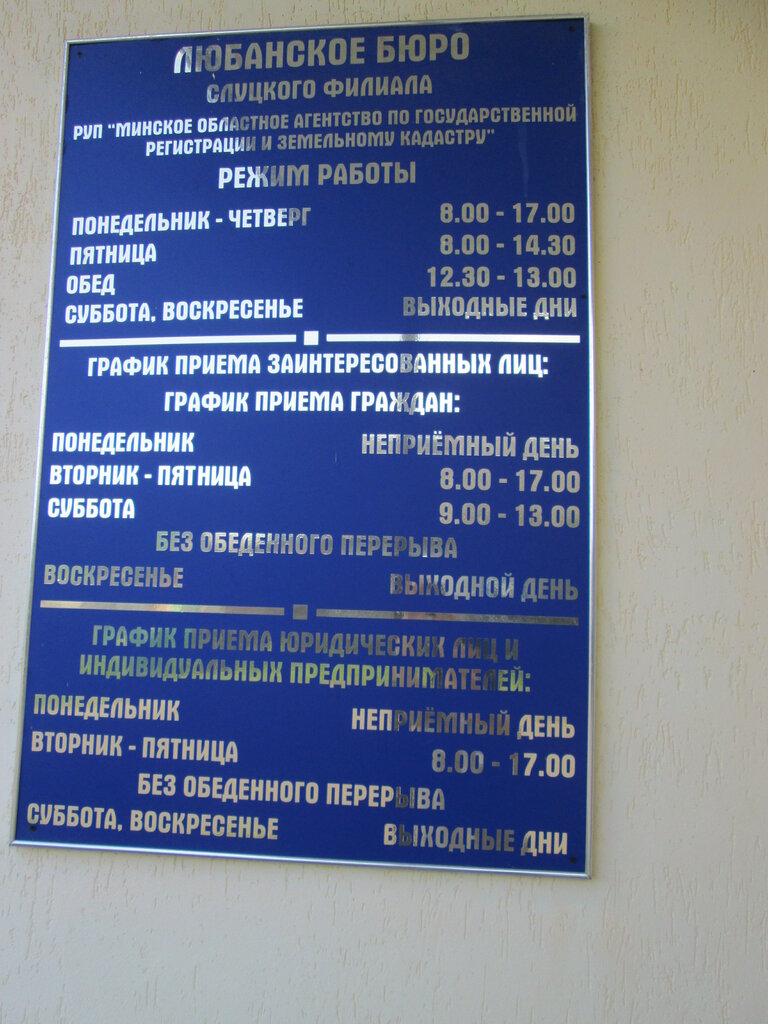 ЛЮБАНСКОЕ БЮРО
СЛУЦКОГО ФИЛИАЛА
РУП "МИНСКОЕ ОБЛАСТНОЕ АГЕНТСТВО ПО ГОСУДАРСТВЕННОЙ
РЕГИСТРАЦИИ И ЗЕМЕЛЬНОМУ КАДАСТРУ"
РЕЖИМ РАБОТЫ
ПОНЕДЕЛЬНИК - ЧЕТВЕРГ 8.00 - 17.00
ПЯТНИЦА 8.00 - 14.30
ОБЕД 12.30 - 13.00
СУББОТА, ВОСКРЕСЕНЬЕ ВЫХОДНЫЕ ДНИ
ГРАФИК ПРИЕМА ЗАИНТЕРЕСОВАННЫХ ЛИЦ:
ГРАФИК ПРИЕМА ГРАЖДАН:
ПОНЕДЕЛЬНИК НЕПРИЁМНЫЙ ДЕНЬ
ВТОРНИК - ПЯТНИЦА 8.00 - 17.00
СУББОТА 9.00 - 13.00
БЕЗ ОБЕДЕННОГО ПЕРЕРЫВА
ВОСКРЕСЕНЬЕ ВЫХОДНОЙ ДЕНЬ
ГРАФИК ПРИЕМА ЮРИДИЧЕСКИХ ЛИЦ И
ИНДИВИДУАЛЬНЫХ ПРЕДПРИНИМАТЕЛЕЙ:
ПОНЕДЕЛЬНИК НЕПРИЁМНЫЙ ДЕНЬ
ВТОРНИК - ПЯТНИЦА 8.00 - 17.00
БЕЗ ОБЕДЕННОГО ПЕРЕРЫВА
СУББОТА, ВОСКРЕСЕНЬЕ ВЫХОДНЫЕ ДНИ